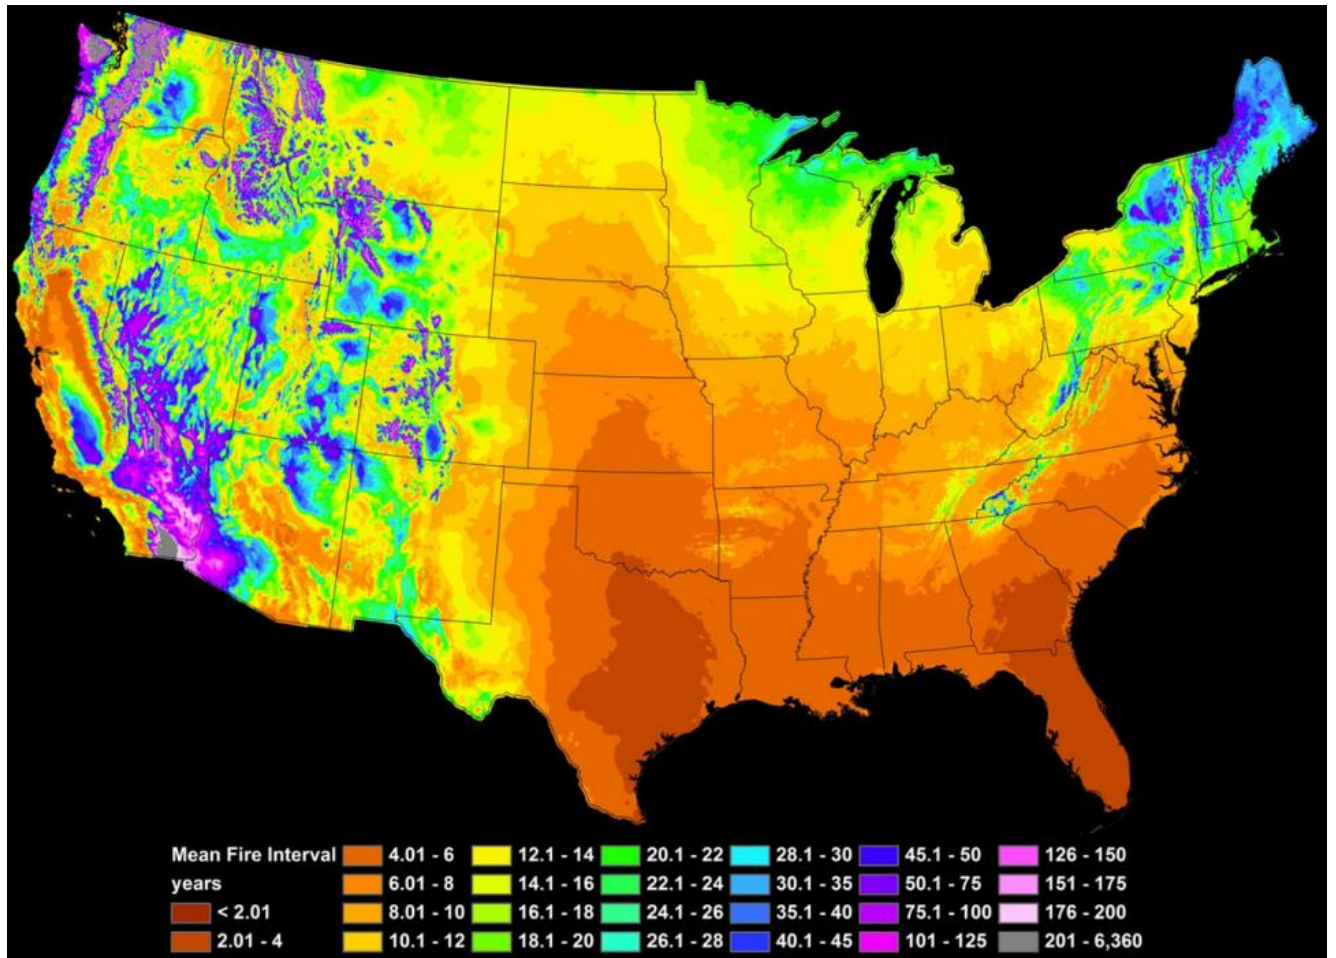 Mean Fire Interval
years
< 2.01
2.01 - 4
4.01 - 6
6.01 - 8
8.01 - 10
10.1 - 12
12.1 - 14
14.1 - 16
16.1 - 18
18.1 - 20
20.1 - 22
22.1 - 24
24.1 - 26
26.1 - 28
28.1 - 30
30.1 - 35
35.1 - 40
40.1 - 45
45.1 - 50
50.1 - 75
75.1 - 100
101 - 125
126 - 150
151 - 175
176 - 200
201 - 6,360